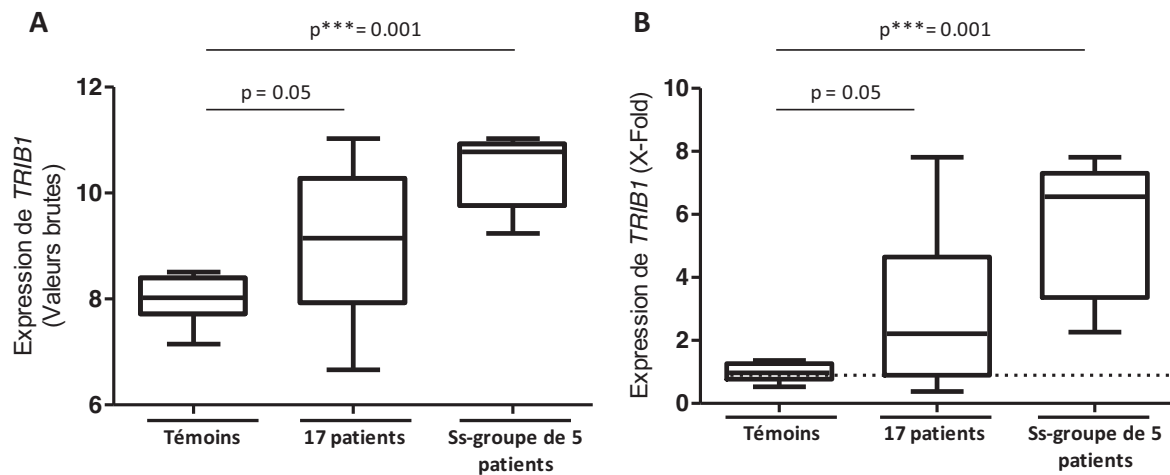 A
p***= 0.001
p = 0.05
Expression de TRIB1
(Valeurs brutes)
12
10
8
6
Témoins
17 patients
Ss-groupe de 5
patients
B
p***= 0.001
p = 0.05
Expression de TRIB1 (X-Fold)
10
8
6
4
2
0
Témoins
17 patients
Ss-groupe de 5
patients